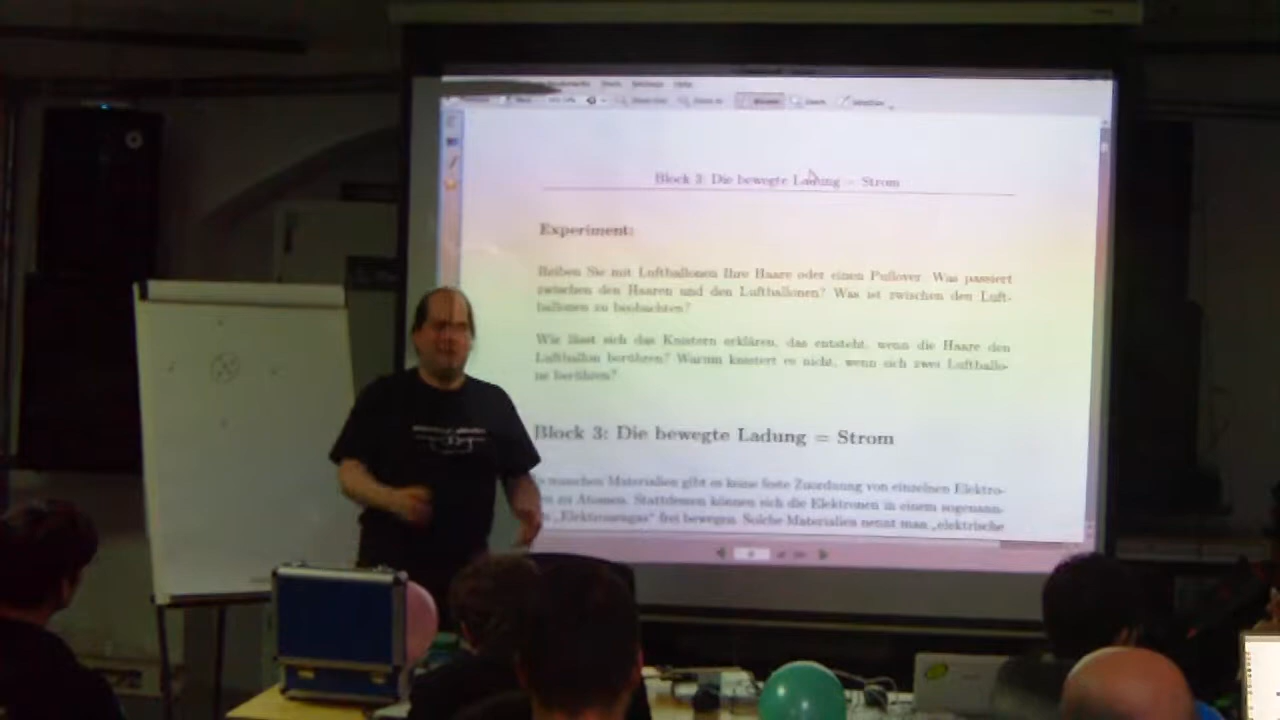 Block 3: Die bewegte Ladung = Strom
Experiment:
Reiben Sie mit Luftballonen Ihre Haare oder einen Pullover. Was passiert
zwischen den Haaren und den Luftballonen? Was ist zwischen den Luft-
ballonen zu beobachten?
Wie lässt sich das Knistern erklären, das entsteht, wenn die Haare den
Luftballon berühren? Warum knistert es nicht, wenn sich zwei Luftballo-
ne berühren?
Block 3: Die bewegte Ladung = Strom
manchen Materialien gibt es keine feste Zuordnung von einzelnen Elektro-
zu Atomen. Stattdessen können sich die Elektronen in einem sogenann-
„Elektronengas“ frei bewegen. Solche Materialien nennt man „elektrische